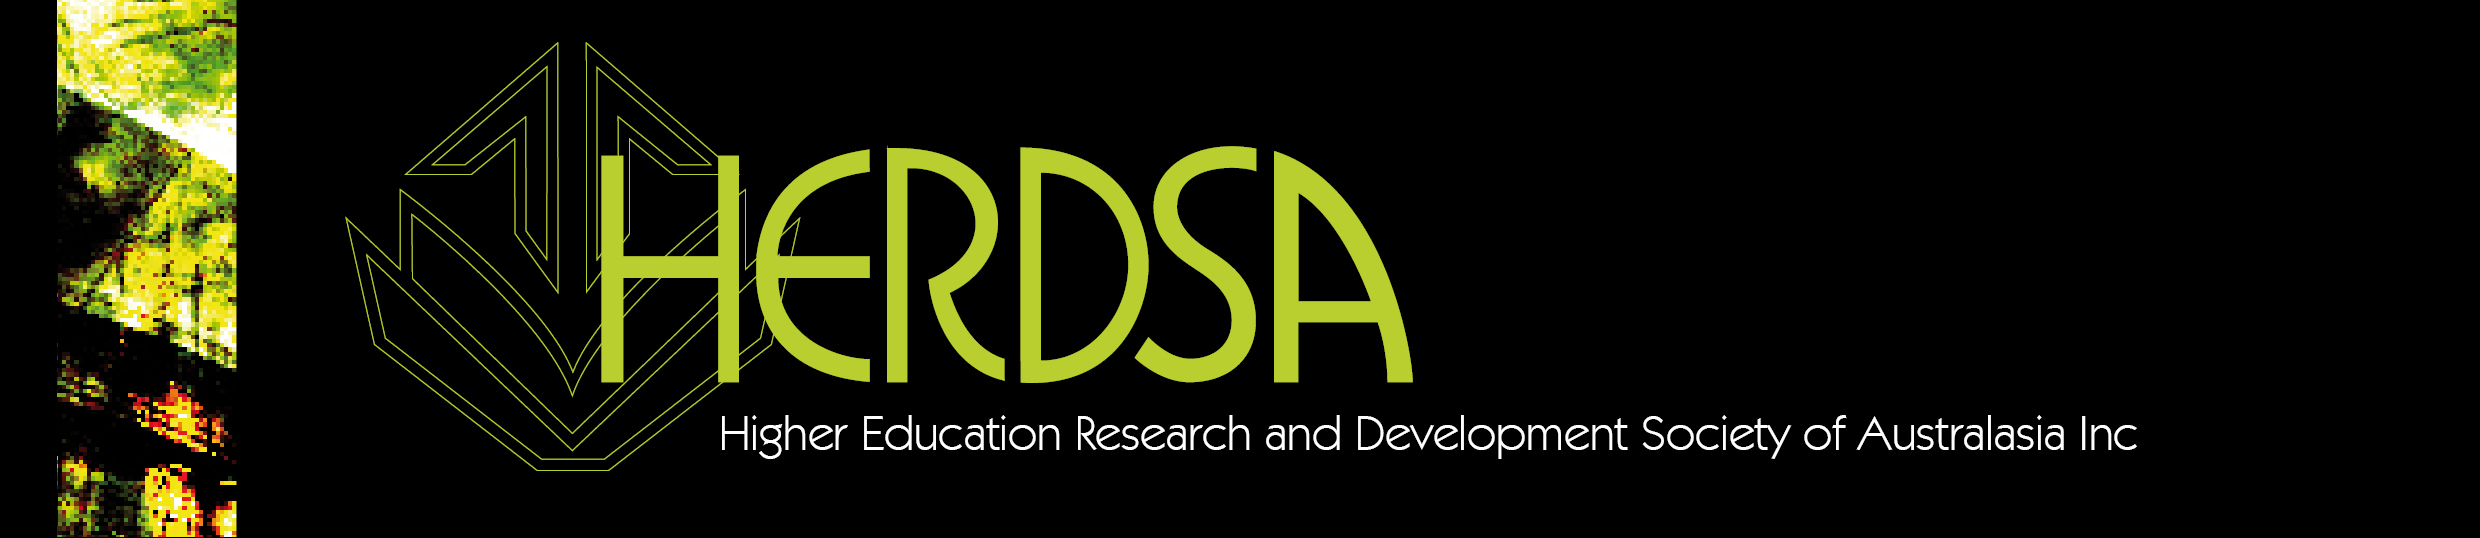 HERDSA
Higher Education Research and Development Society of Australasia Inc